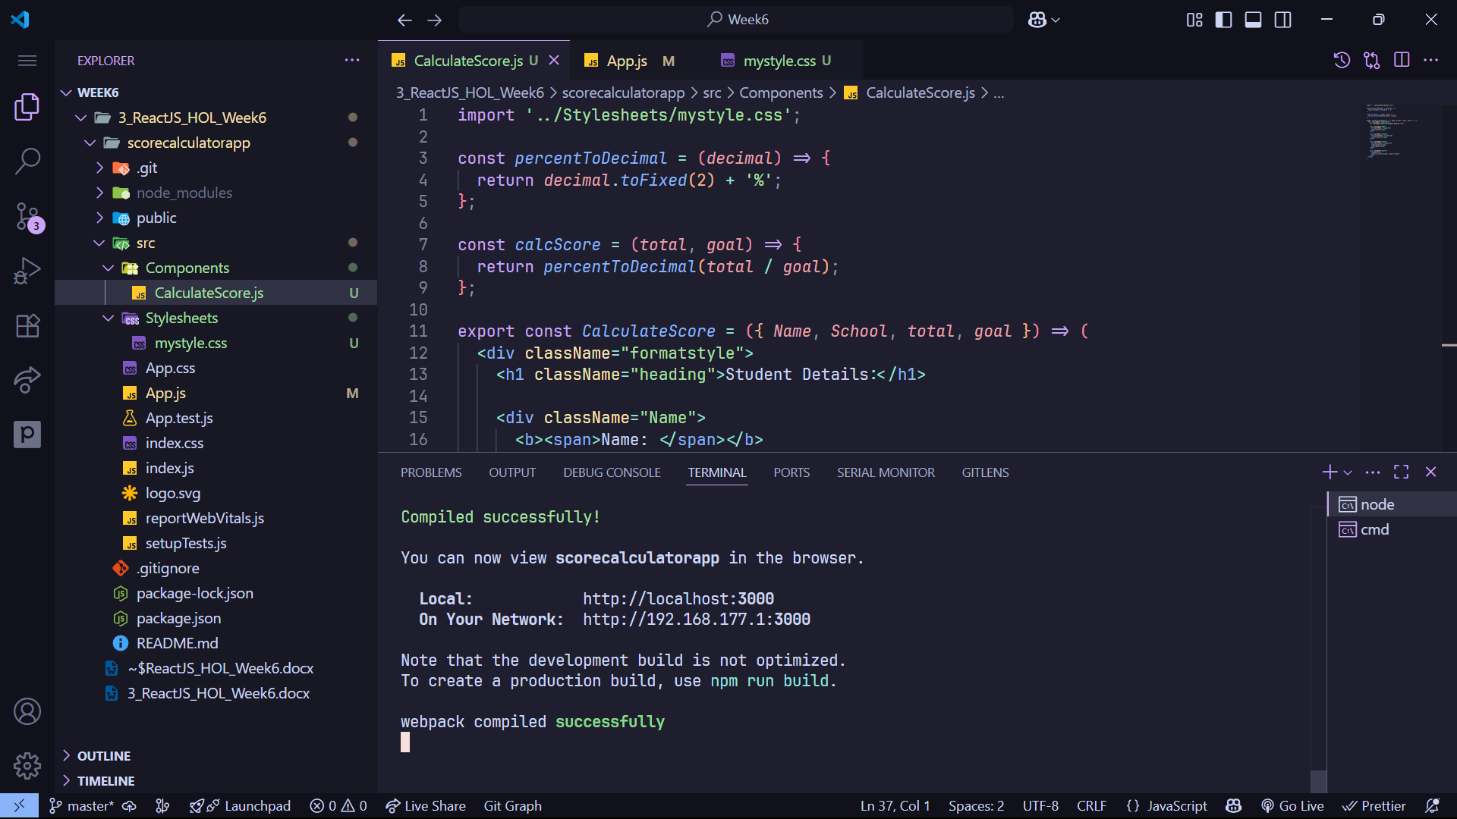 Week6
EXPLORER
WEEK6
3_ReactJS_HOL_Week6
scorecalculatorapp
.git
node_modules
public
src
Components
CalculateScore.js U
Stylesheets
mystyle.css U
App.css
App.js M
App.test.js
index.css
index.js
logo.svg
reportWebVitals.js
setupTests.js
.gitignore
package-lock.json
package.json
README.md
~$ReactJS_HOL_Week6.docx
3_ReactJS_HOL_Week6.docx
OUTLINE
TIMELINE
3
CalculateScore.js U App.js M mystyle.css U
3_ReactJS_HOL_Week6 > scorecalculatorapp > src > Components > CalculateScore.js > ...
1 import '../Stylesheets/mystyle.css';
2
3 const percentToDecimal = (decimal) => {
4 return decimal.toFixed(2) + '%';
5 };
6
7 const calcScore = (total, goal) => {
8 return percentToDecimal(total / goal);
9 };
10
11 export const CalculateScore = ({ Name, School, total, goal }) => (
12 <div className="formatstyle">
13 <h1 className="heading">Student Details:</h1>
14
15 <div className="Name">
16 <b><span>Name: </span></b>
PROBLEMS OUTPUT DEBUG CONSOLE TERMINAL PORTS SERIAL MONITOR GITLENS
Compiled successfully!
You can now view scorecalculatorapp in the browser.
Local: http://localhost:3000
On Your Network: http://192.168.177.1:3000
Note that the development build is not optimized.
To create a production build, use npm run build.
webpack compiled successfully
node
cmd
master* Launchpad 0 0 Live Share Git Graph Ln 37, Col 1 Spaces: 2 UTF-8 CRLF {} JavaScript Go Live Prettier